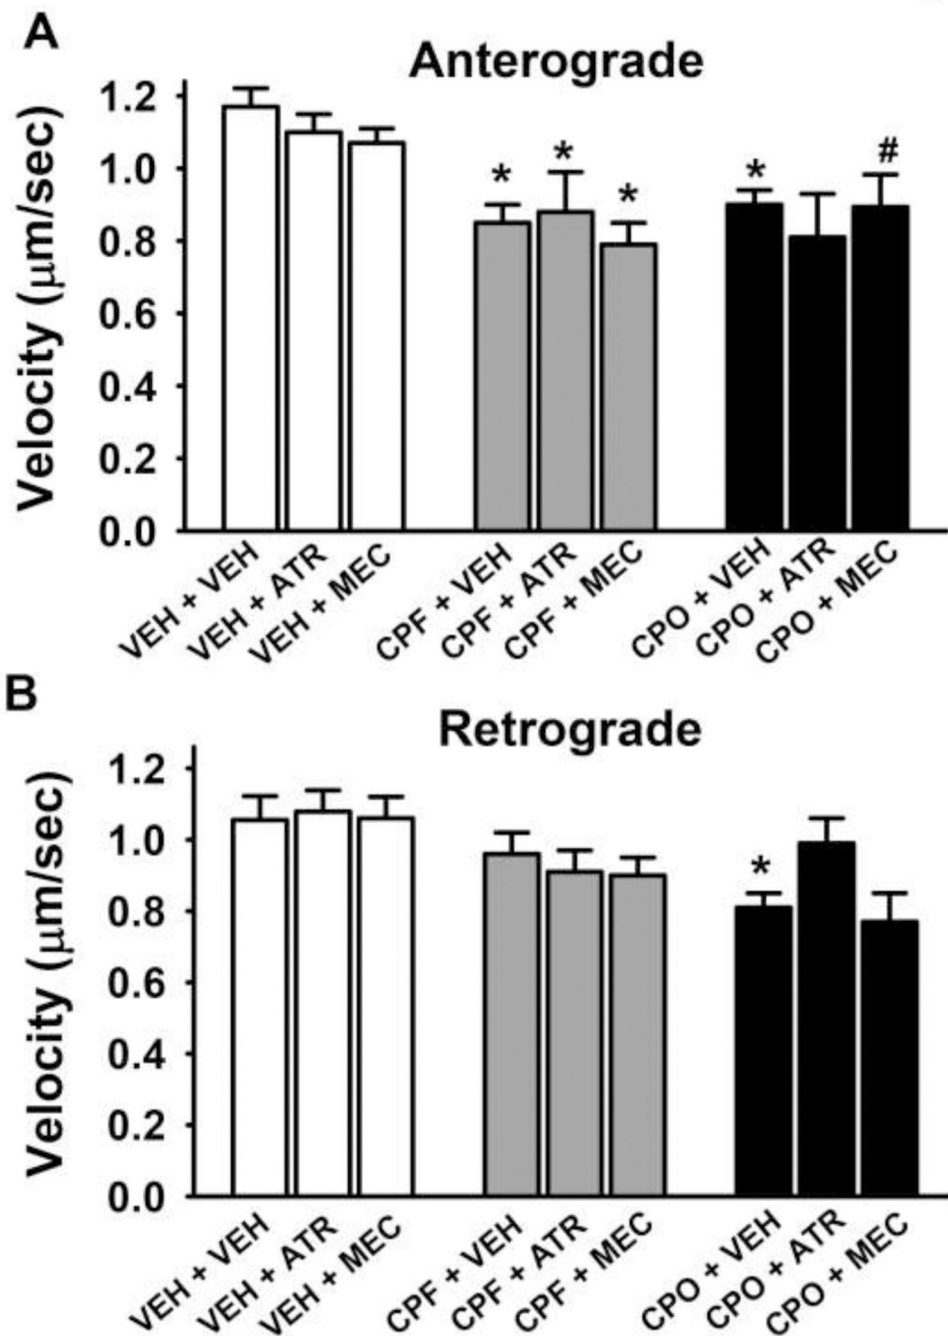 A
Anterograde
Velocity (μm/sec)
1.2
1.0
0.8
0.6
0.4
0.2
0.0
* * * * #
VEH + VEH
VEH + ATR
VEH + MEC
CPF + VEH
CPF + ATR
CPF + MEC
CPO + VEH
CPO + ATR
CPO + MEC
B
Retrograde
Velocity (μm/sec)
1.2
1.0
0.8
0.6
0.4
0.2
0.0
*
VEH + VEH
VEH + ATR
VEH + MEC
CPF + VEH
CPF + ATR
CPF + MEC
CPO + VEH
CPO + ATR
CPO + MEC